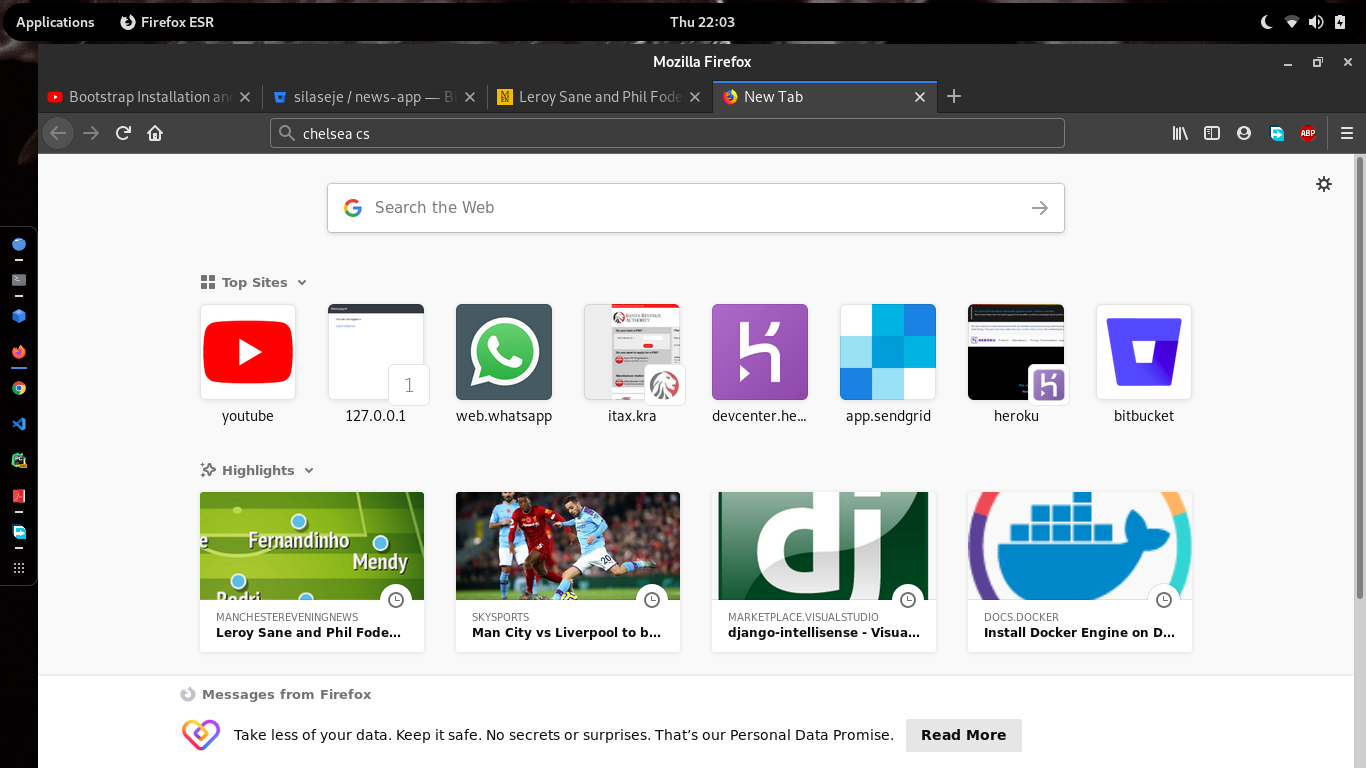 Applications Firefox ESR Thu 22:03
Mozilla Firefox
Bootstrap Installation and silaseje / news-app — Bi Leroy Sane and Phil Fode New Tab
chelsea cs
ABP
Search the Web
Top Sites
1
youtube 127.0.0.1 web.whatsapp itax.kra devcenter.he... app.sendgrid heroku bitbucket
Highlights
Fernandinho
Mendy
Rodri
20
dj
MANCHESTEREVENINGNEWS SKYSPORTS MARKETPLACE.VISUALSTUDIO DOCS.DOCKER
Leroy Sane and Phil Fode... Man City vs Liverpool to b... django-intellisense - Visua... Install Docker Engine on D...
Messages from Firefox
Take less of your data. Keep it safe. No secrets or surprises. That’s our Personal Data Promise. Read More